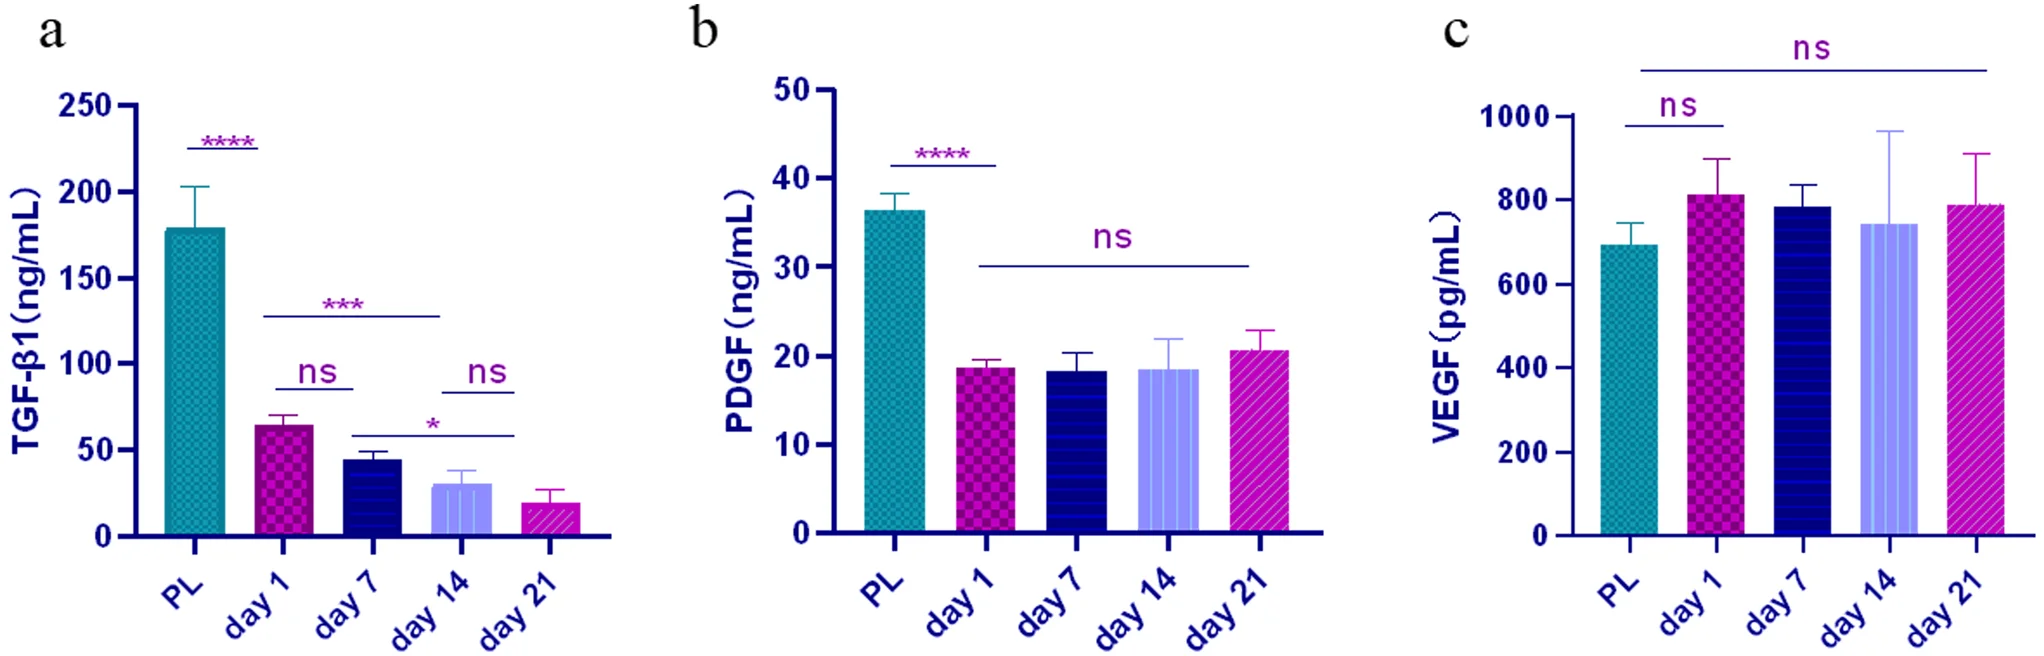 a
TGF-β1(ng/mL)
250
200
150
100
50
0
****
***
ns
ns
*
PL
day 1
day 7
day 14
day 21
b
PDGF(ng/mL)
50
40
30
20
10
0
****
ns
PL
day 1
day 7
day 14
day 21
c
VEGF(pg/mL)
1000
800
600
400
200
0
ns
ns
PL
day 1
day 7
day 14
day 21